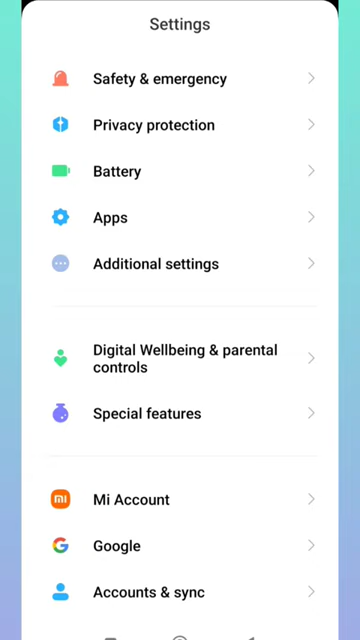 Settings
Safety & emergency
Privacy protection
Battery
Apps
Additional settings
Digital Wellbeing & parental
controls
Special features
mi
Mi Account
Google
Accounts & sync